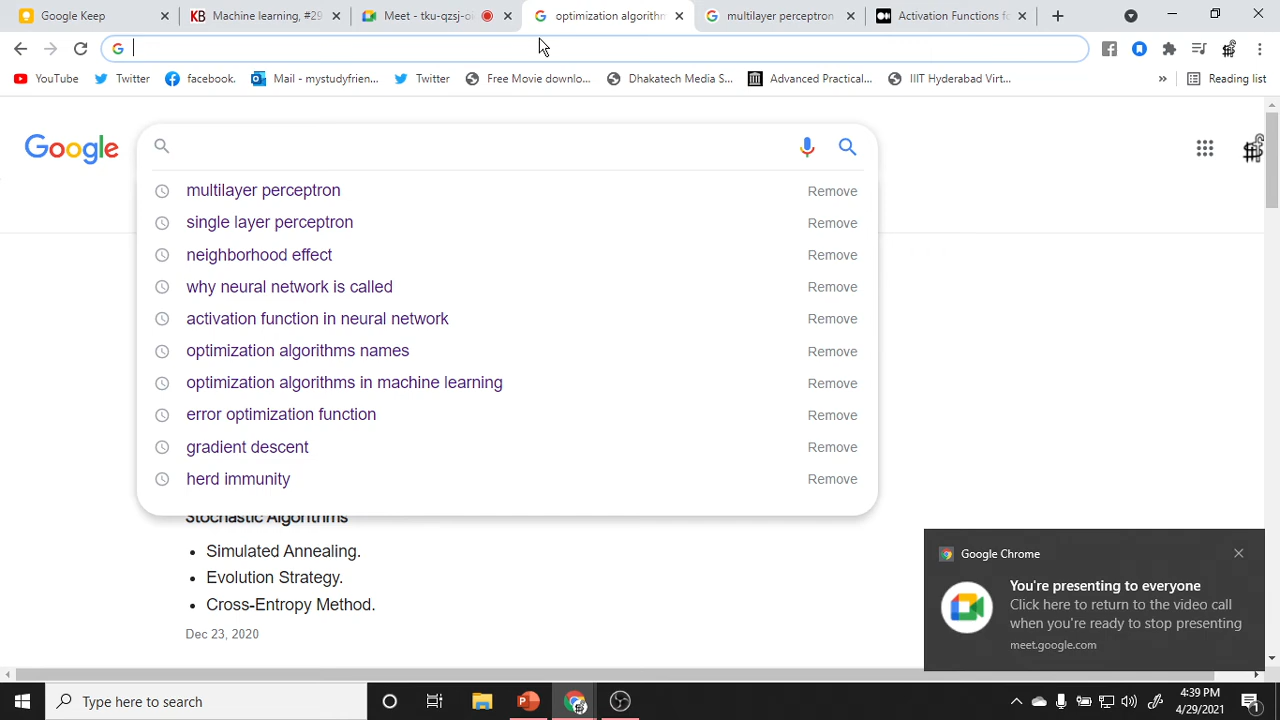 Google Keep
Machine learning, #29
Meet - tku-qzsj-o
optimization algorithm
multilayer perceptron
Activation Functions fo
YouTube
Twitter
facebook.
Mail - mystudyfrien...
Twitter
Free Movie downlo...
Dhakatech Media S...
Advanced Practical...
IIIT Hyderabad Virt...
»
Reading list
Google
multilayer perceptron Remove
single layer perceptron Remove
neighborhood effect Remove
why neural network is called Remove
activation function in neural network Remove
optimization algorithms names Remove
optimization algorithms in machine learning Remove
error optimization function Remove
gradient descent Remove
herd immunity Remove
Stochastic Algorithms
• Simulated Annealing.
• Evolution Strategy.
• Cross-Entropy Method.
Dec 23, 2020
Google Chrome
You're presenting to everyone
Click here to return to the video call
when you're ready to stop presenting
meet.google.com
Type here to search
4:39 PM
4/29/2021